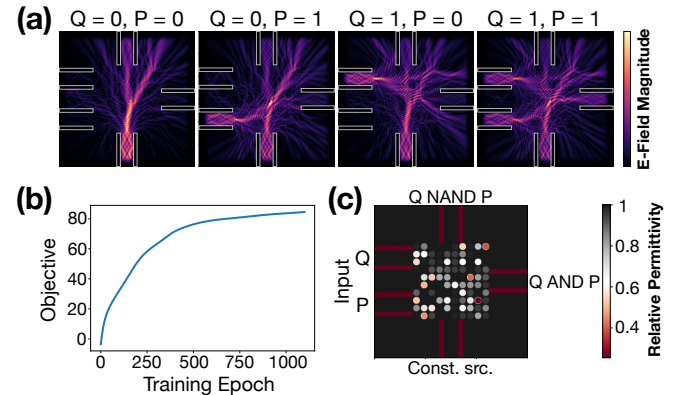 (a)
Q = 0, P = 0
Q = 0, P = 1
Q = 1, P = 0
Q = 1, P = 1
E-Field Magnitude
(b)
Objective
80
60
40
20
0
0
250
500
750
1000
Training Epoch
(c)
Q NAND P
Input
Q
P
Q AND P
Const. src.
1
0.8
0.6
0.4
Relative Permittivity